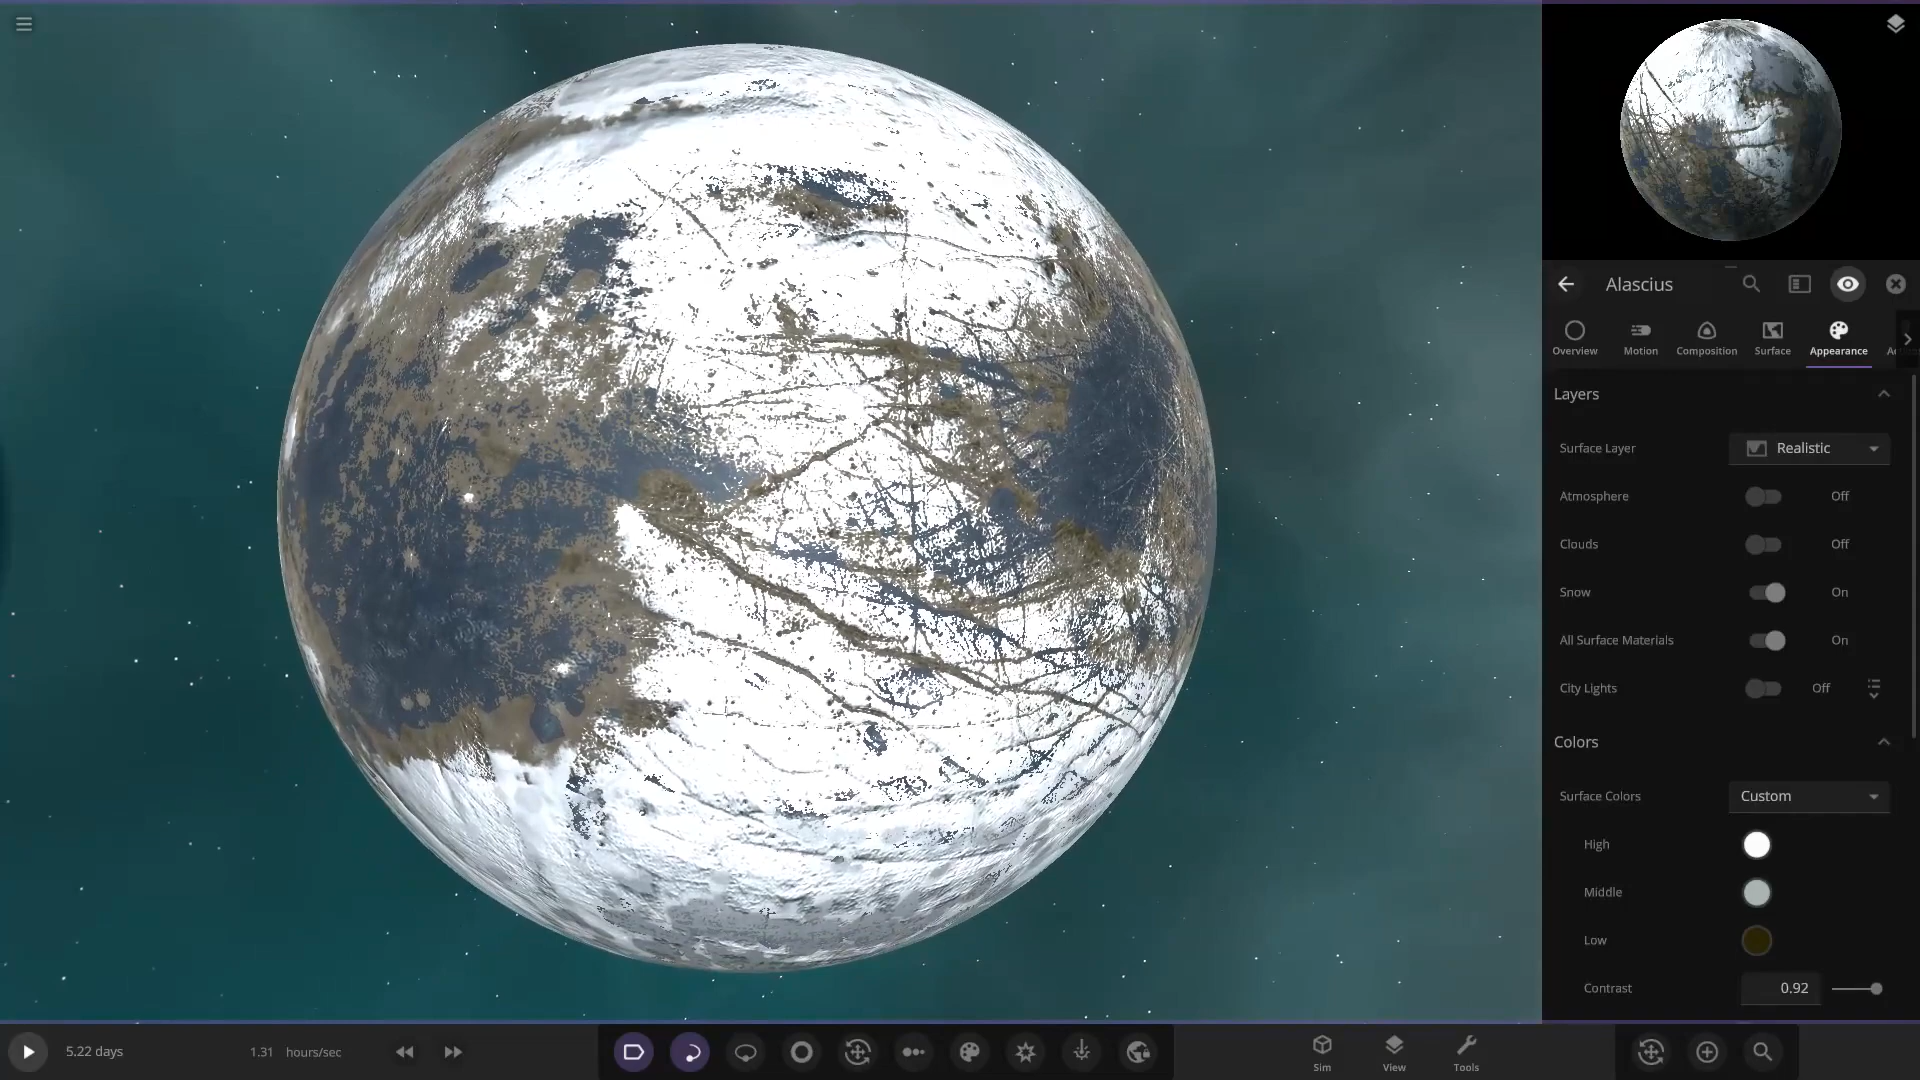 Alascius
Overview
Motion
Composition
Surface
Appearance
Layers
Surface Layer
Realistic
Atmosphere
Off
Clouds
Off
Snow
On
All Surface Materials
On
City Lights
Off
Colors
Surface Colors
Custom
High
Middle
Low
Contrast
0.92
5.22 days
1.31 hours/sec
Sim
View
Tools